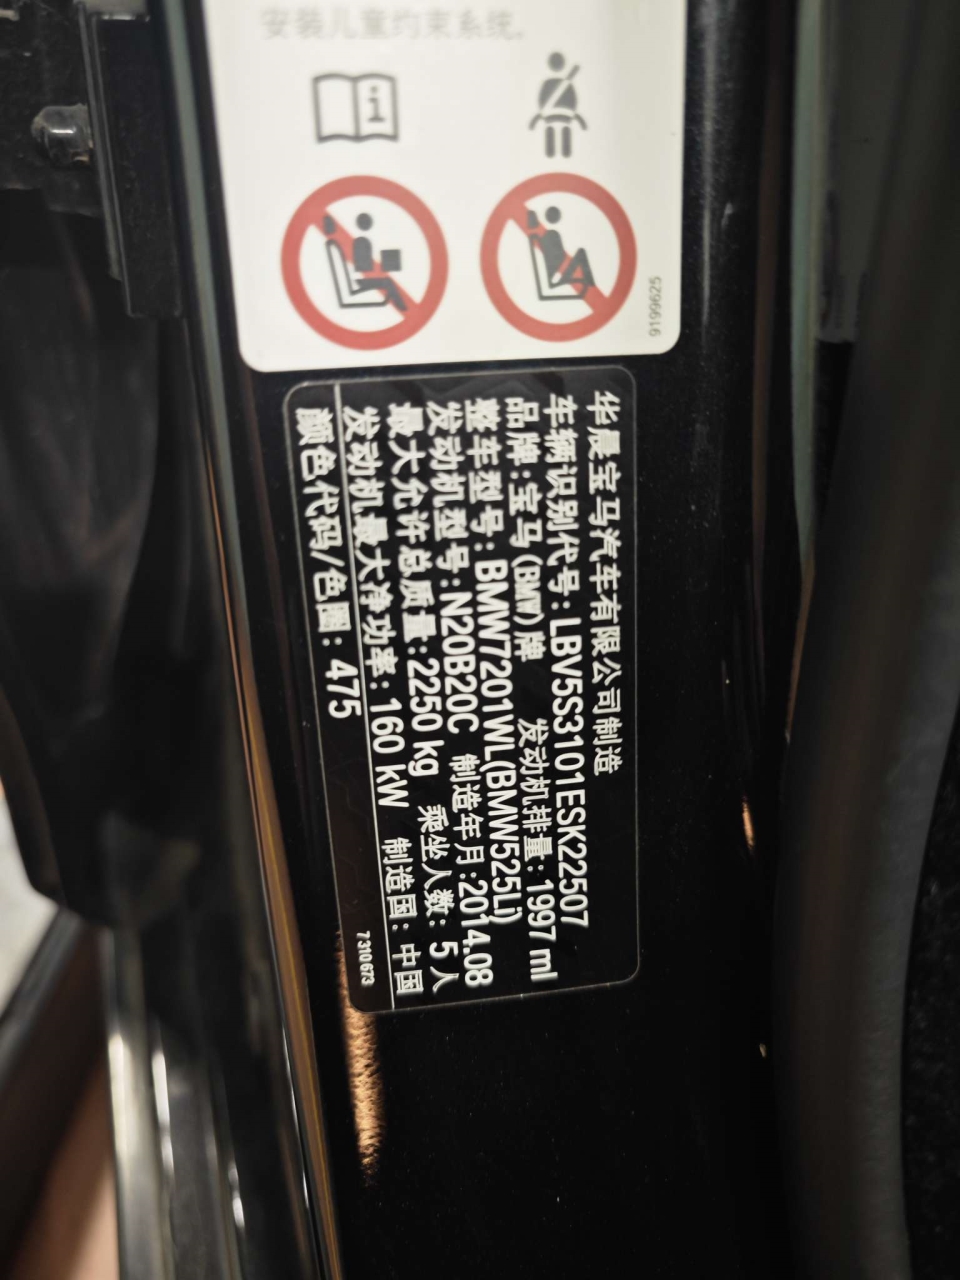 安装儿童约束系统。
9199625
华晨宝马汽车有限公司制造
车辆识别代号:LBV5S3101ESK22507
品牌:宝马(BMW)牌 发动机排量:1997 ml
整车型号:BMW7201WL(BMW525Li)
发动机型号:N20B20C 制造年月:2014.08
最大允许总质量:2250 kg 乘坐人数:5人
发动机最大净功率:160 kW 制造国:中国
颜色代码/色圈:475
7310673